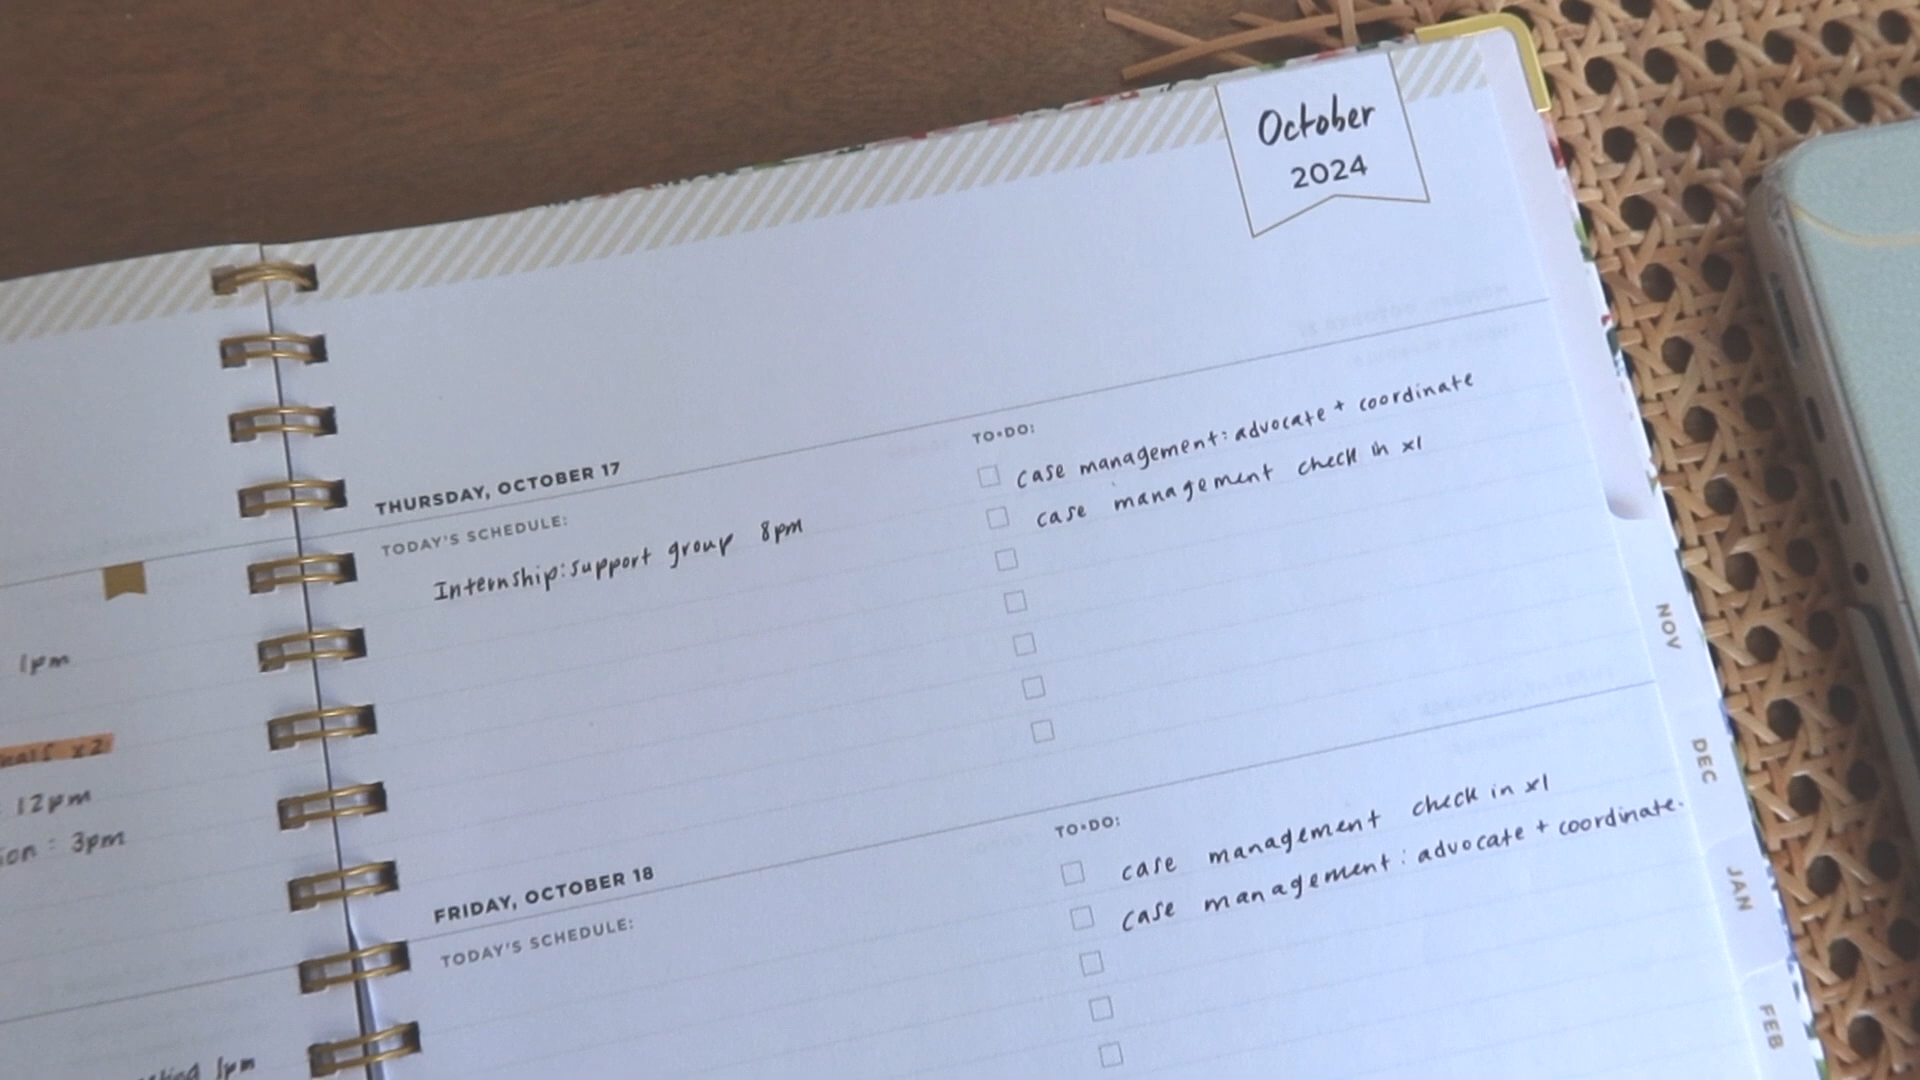 October
2024
THURSDAY, OCTOBER 17
TODAY'S SCHEDULE:
Internship: support group 8pm
TO•DO:
case management: advocate + coordinate
case management check in x1
FRIDAY, OCTOBER 18
TODAY'S SCHEDULE:
TO•DO:
case management check in x1
case management: advocate + coordinate.
1pm
x2
12pm
: 3pm
1pm
NOV
DEC
JAN
FEB